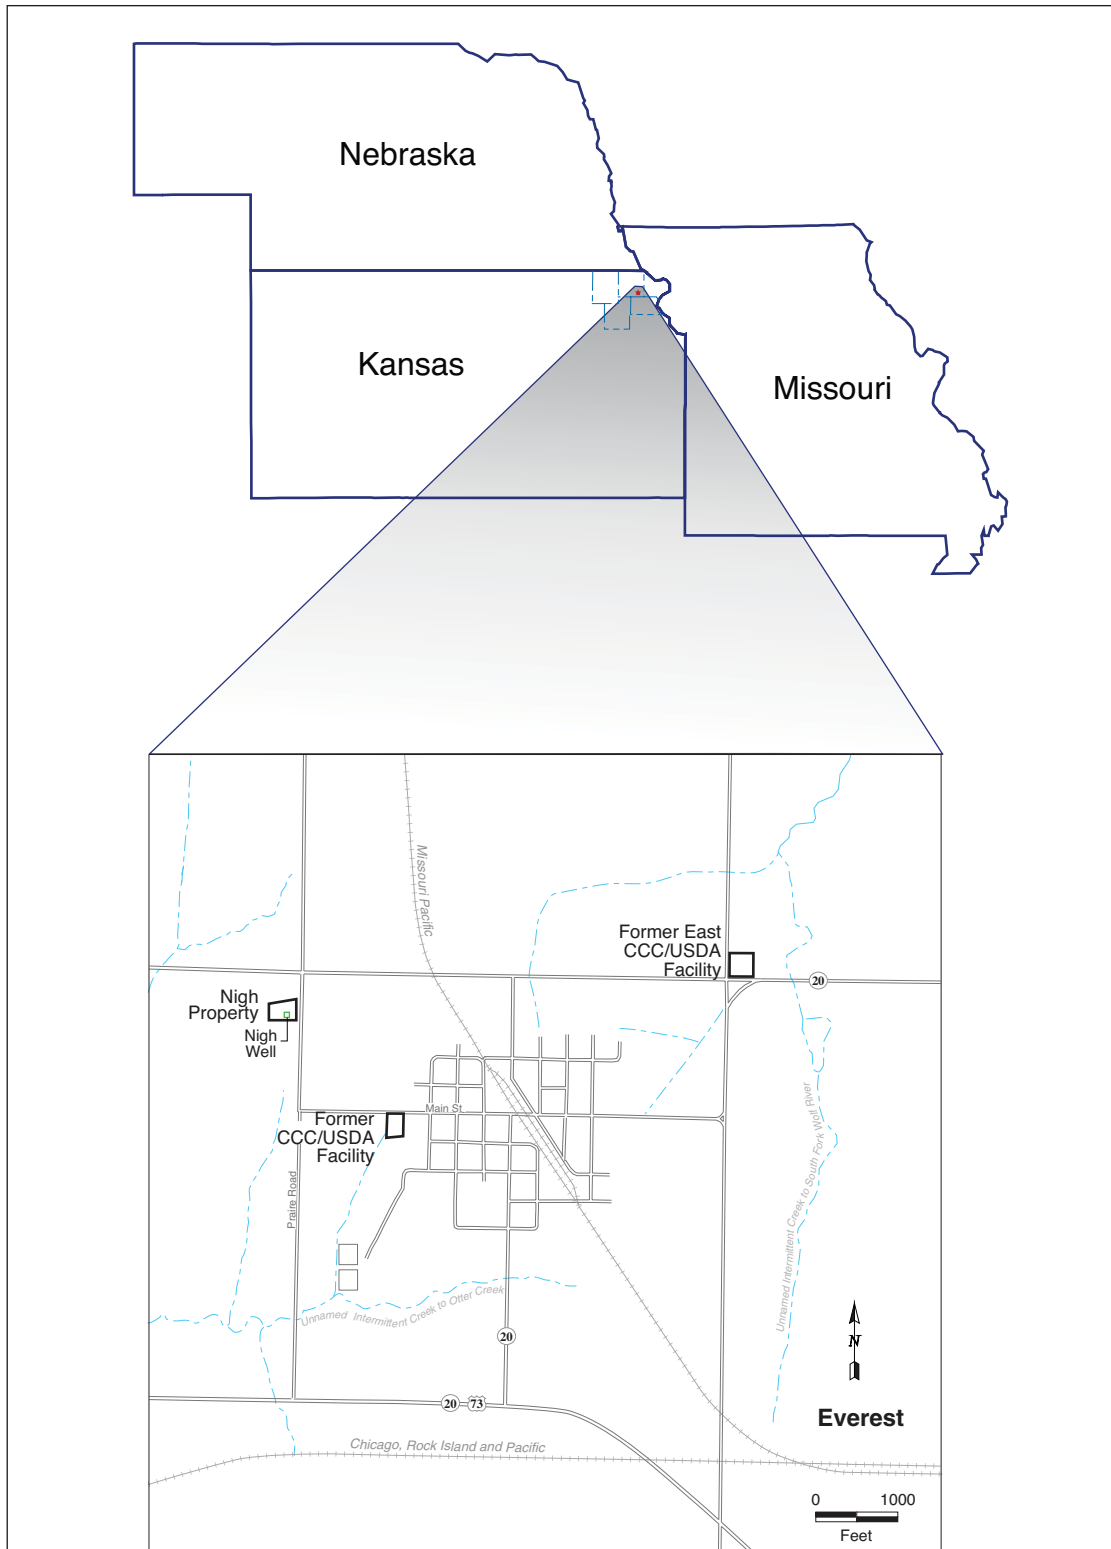 Nebraska
Kansas
Missouri
Missouri Pacific
Former East
CCC/USDA
Facility
20
Nigh
Property
Nigh
Well
Main St.
Former
CCC/USDA
Facility
Praire Road
Unnamed Intermittent Creek to South Fork Wolf River
Unnamed Intermittent Creek to Otter Creek
20
N
20 73
Everest
Chicago, Rock Island and Pacific
0 1000
Feet